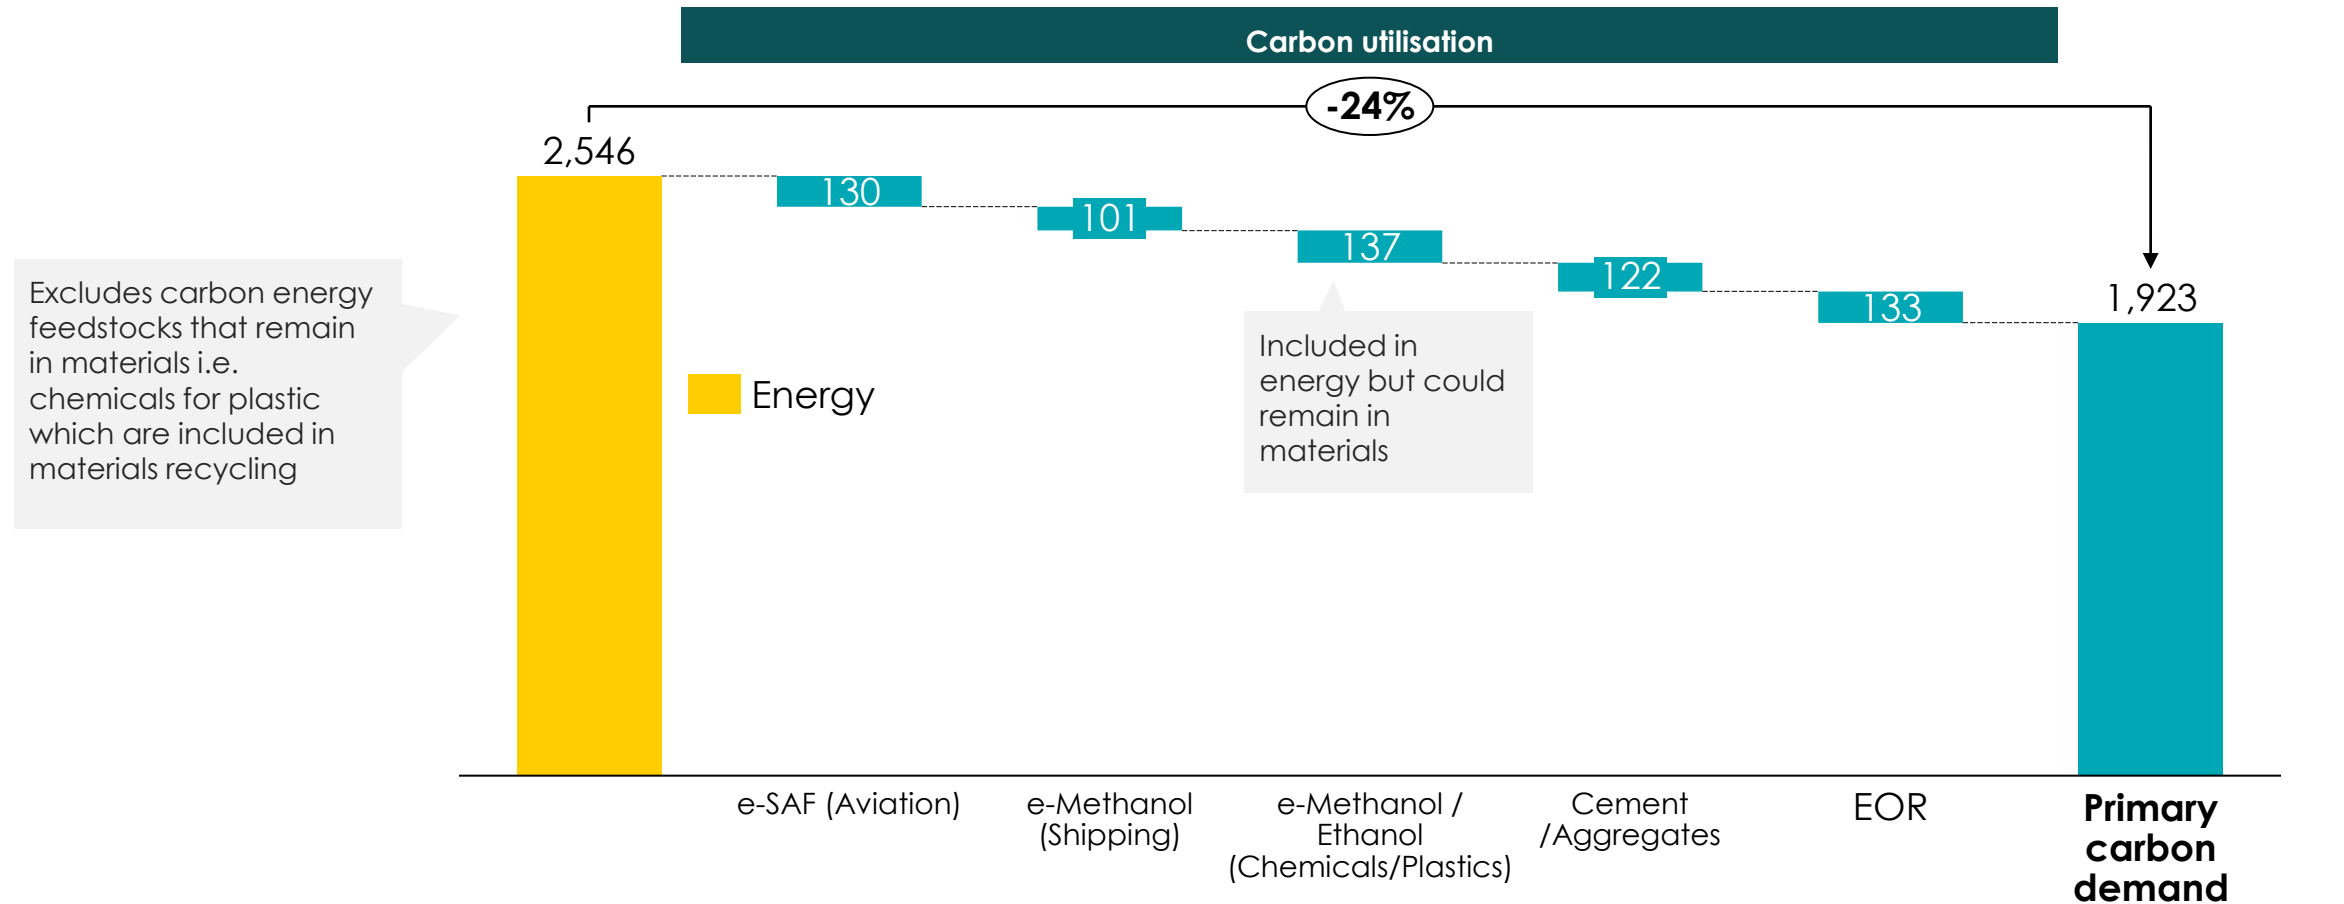 Carbon utilisation
-24%
2,546
130
101
137
122
133
1,923
Excludes carbon energy
feedstocks that remain
in materials i.e.
chemicals for plastic
which are included in
materials recycling
Energy
Included in
energy but could
remain in
materials
e-SAF (Aviation)
e-Methanol
(Shipping)
e-Methanol /
Ethanol
(Chemicals/Plastics)
Cement
/Aggregates
EOR
Primary
carbon
demand